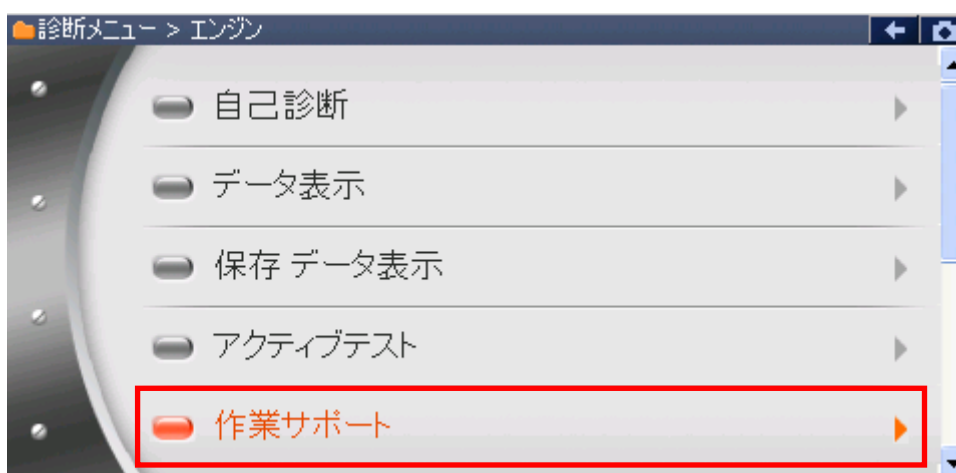 診断メニュー > エンジン
自己診断
データ表示
保存 データ表示
アクティブテスト
作業サポート